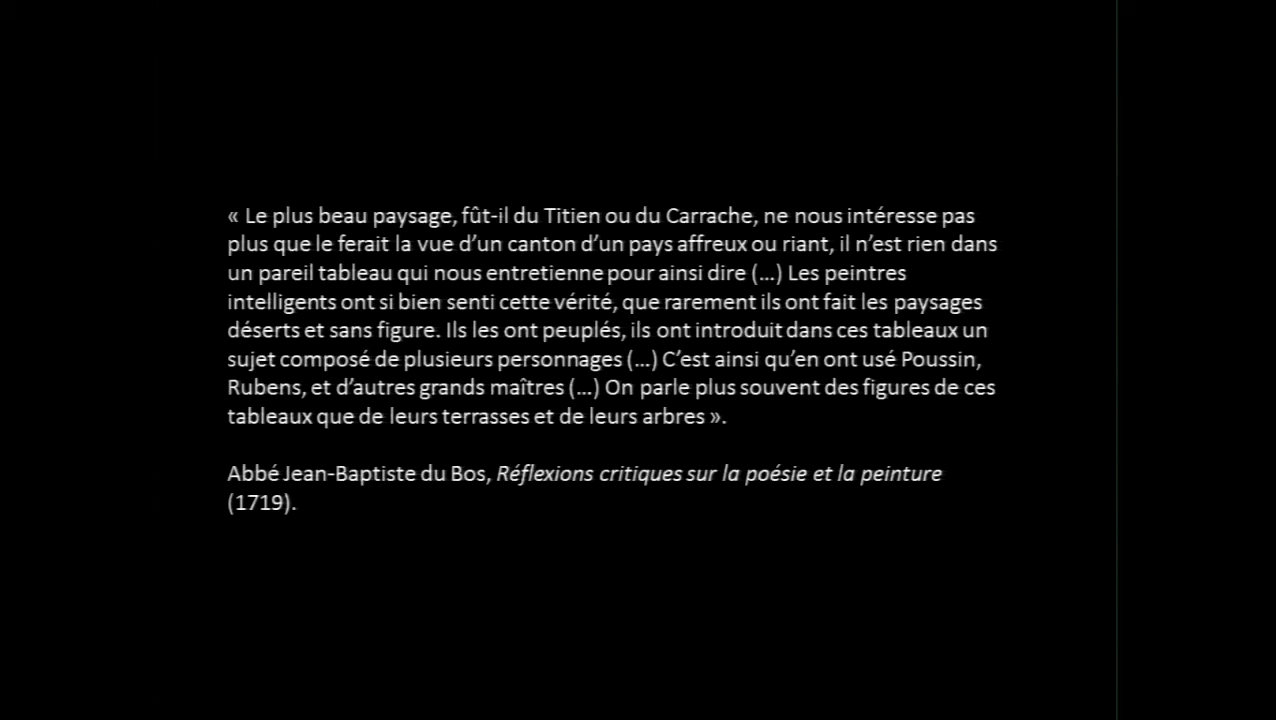 « Le plus beau paysage, fût-il du Titien ou du Carrache, ne nous intéresse pas
plus que le ferait la vue d’un canton d’un pays affreux ou riant, il n’est rien dans
un pareil tableau qui nous entretienne pour ainsi dire (…) Les peintres
intelligents ont si bien senti cette vérité, que rarement ils ont fait les paysages
déserts et sans figure. Ils les ont peuplés, ils ont introduit dans ces tableaux un
sujet composé de plusieurs personnages (…) C’est ainsi qu’en ont usé Poussin,
Rubens, et d’autres grands maîtres (…) On parle plus souvent des figures de ces
tableaux que de leurs terrasses et de leurs arbres ».
Abbé Jean-Baptiste du Bos, Réflexions critiques sur la poésie et la peinture
(1719).